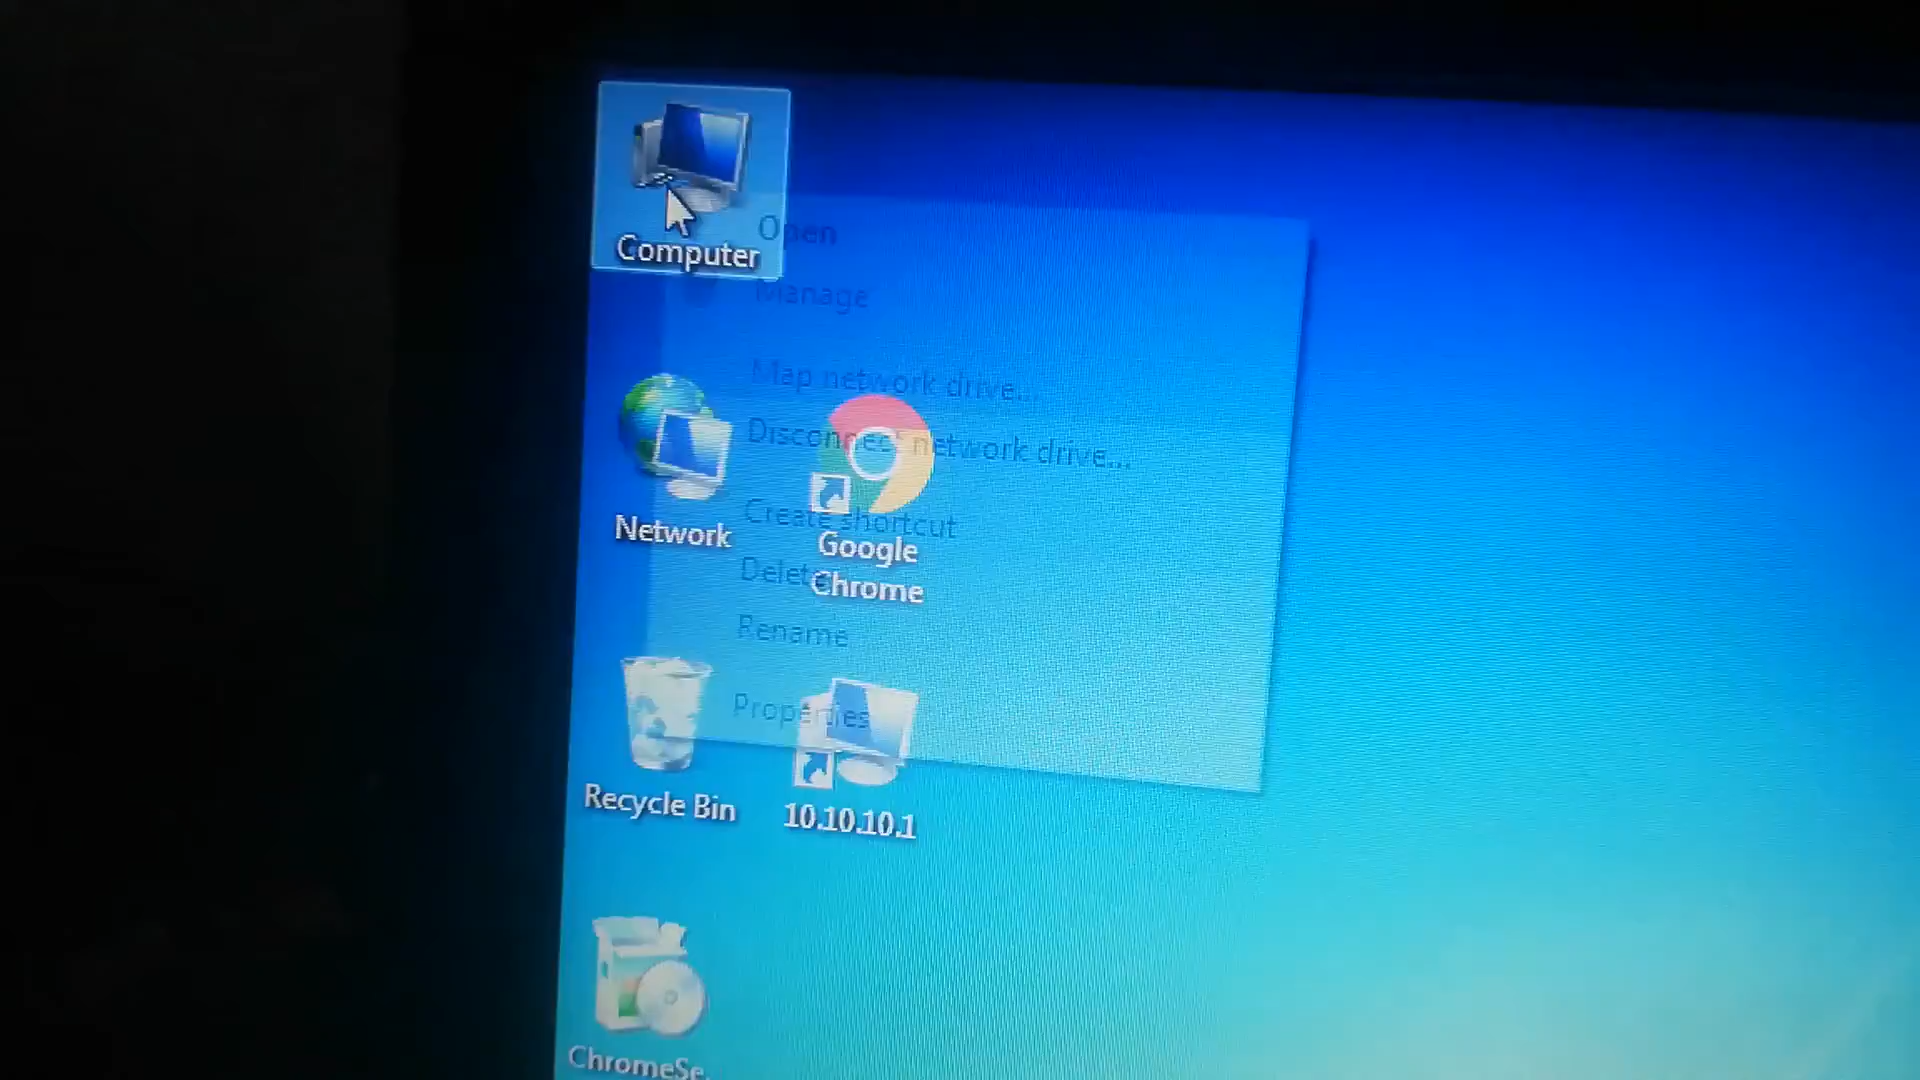 Computer
Open
Manage
Map network drive...
Disconnect network drive...
Create shortcut
Delete
Rename
Properties
Network
Google
Chrome
Recycle Bin
10.10.10.1
ChromeSe...